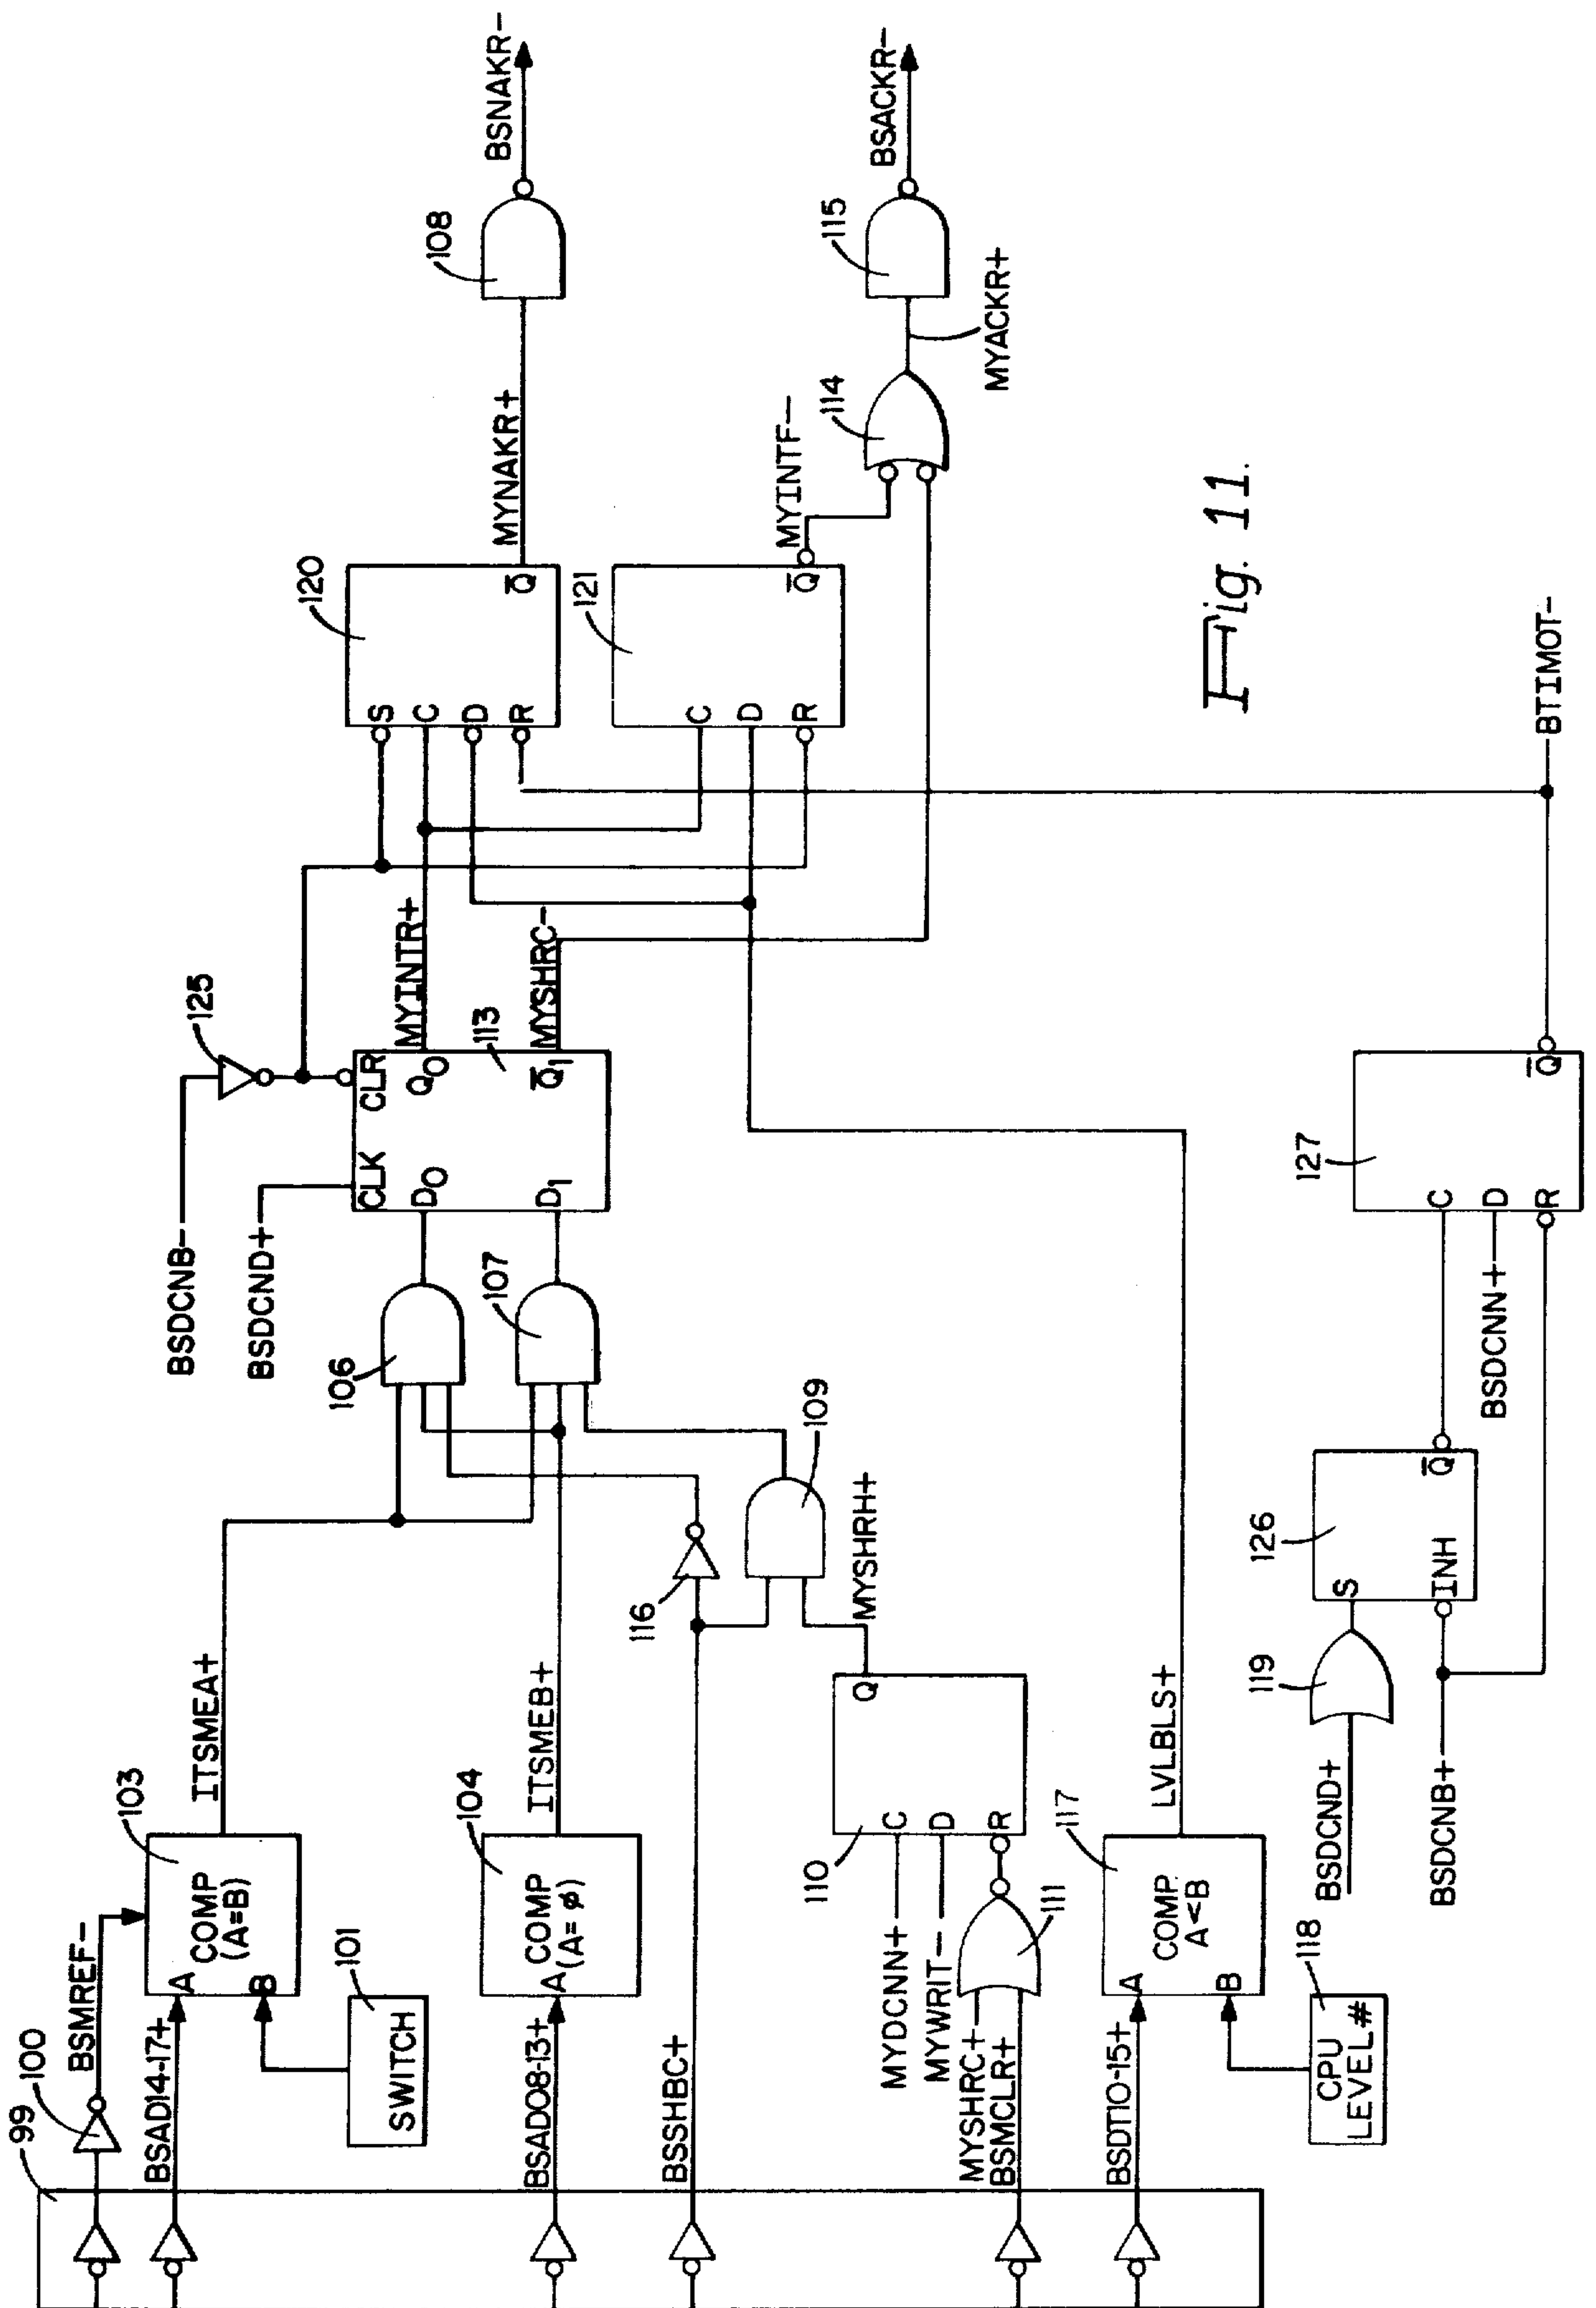 99
100
BSMREF-
BSAD14-17+
A
COMP
(A=B)
B
103
101
SWITCH
ITSMEA+
BSAD08-13+
A
COMP
(A=φ)
104
ITSMEB+
BSSHBC+
116
109
MYDCNN+
MYWRIT-
MYSHRC+
BSMCLR+
111
C
D
R
Q
110
MYSHRH+
BSDT10-15+
A
B
COMP.
A<B
117
118
CPU
LEVEL#
LVLBLS+
106
107
BSDCNB-
125
BSDCND+
CLK
CLR
D0
D1
Q0
Q̅1
113
MYINTR+
MYSHRC-
S
C
D
R
Q̅
120
MYNAKR+
108
BSNAKR-
C
D
R
Q̅
121
MYINTF-
114
MYACKR+
115
BSACKR-
BSDCND+
BSDCNB+
119
S
INH
Q̅
126
BSDCNN+
C
D
R
Q̅
127
BTIMOT-
Fig. 11.